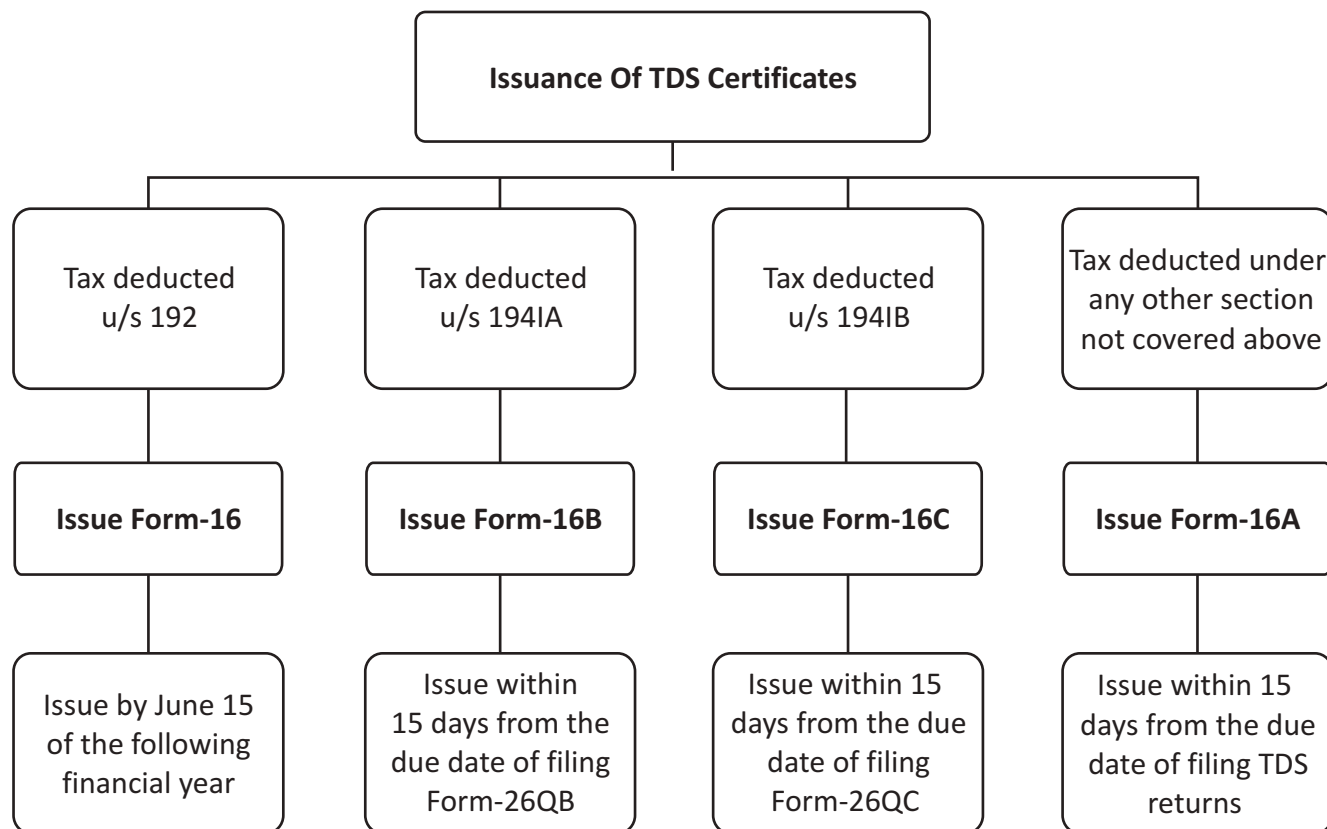 Issuance Of TDS Certificates
Tax deducted
u/s 192
Tax deducted
u/s 194IA
Tax deducted
u/s 194IB
Tax deducted under
any other section
not covered above
Issue Form-16
Issue Form-16B
Issue Form-16C
Issue Form-16A
Issue by June 15
of the following
financial year
Issue within
15 days from the
due date of filing
Form-26QB
Issue within 15
days from the due
date of filing
Form-26QC
Issue within 15
days from the due
date of filing TDS
returns